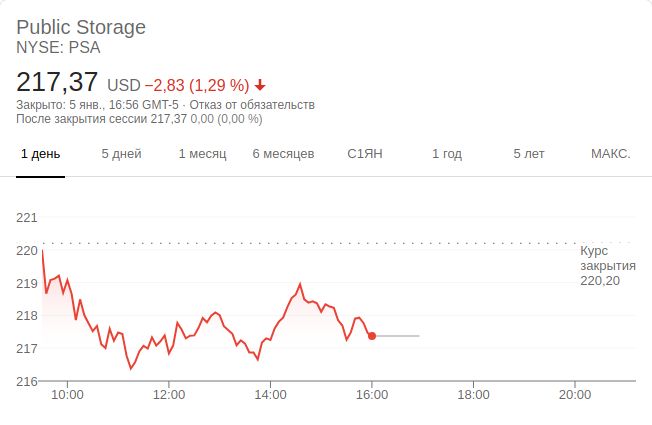 Public Storage
NYSE: PSA
217,37 USD −2,83 (1,29 %)
Закрыто: 5 янв., 16:56 GMT-5 · Отказ от обязательств
После закрытия сессии 217,37 0,00 (0,00 %)
1 день 5 дней 1 месяц 6 месяцев С1ЯН 1 год 5 лет МАКС.
221
220
219
218
217
216
Курс
закрытия
220,20
10:00 12:00 14:00 16:00 18:00 20:00